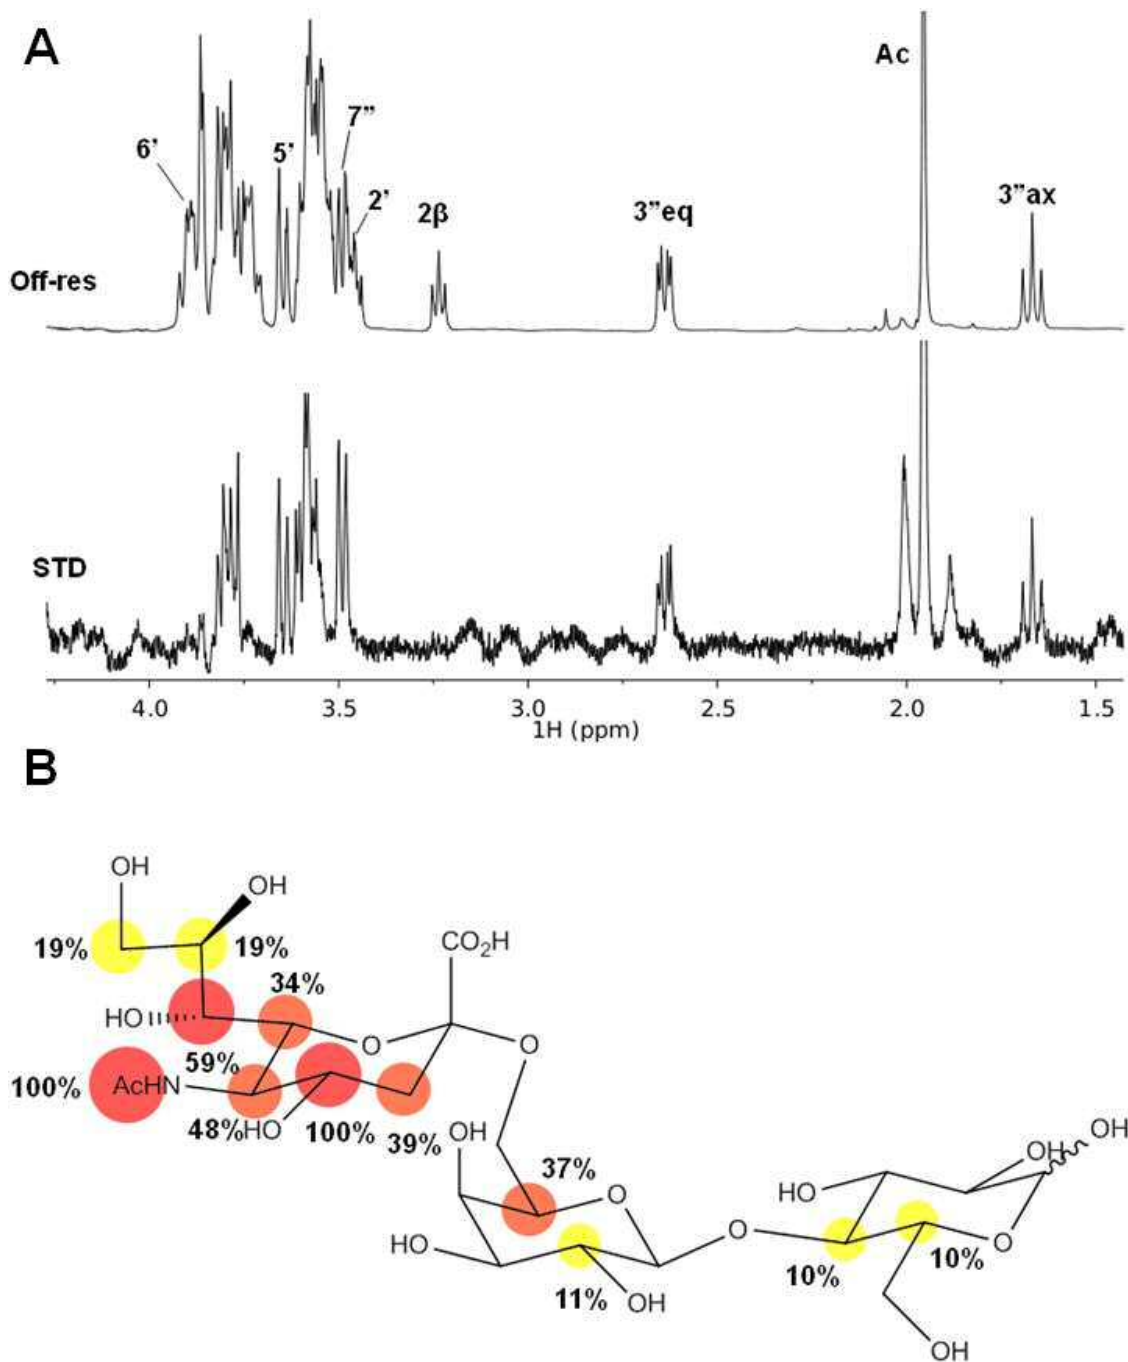 A
Ac
7”
6’
5’
2’
2β
3”eq
3”ax
Off-res
STD
4.0 3.5 3.0 2.5 2.0 1.5
1H (ppm)
B
OH
OH
19% 19%
CO₂H
34%
HO
O
O
59%
100% AcHN
48% HO 100% 39% OH
OH
OH
37%
HO
O
HO
O
O
10% 10%
11% OH
OH